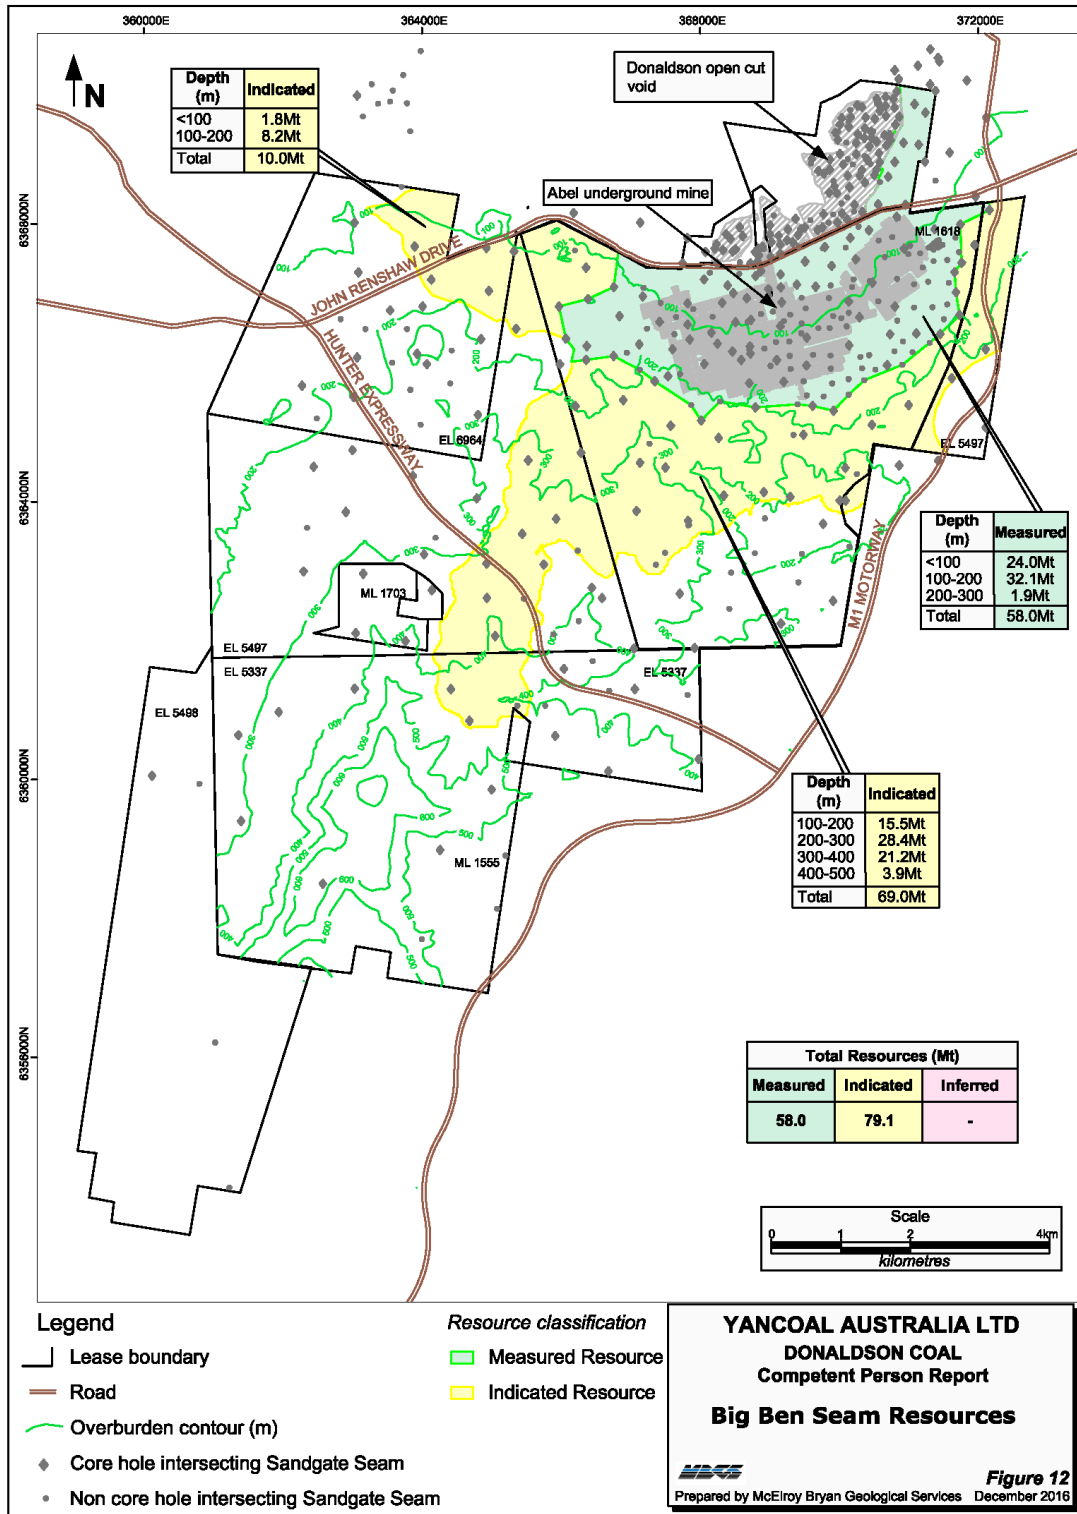 360000E
364000E
368000E
372000E
N
Depth (m) Indicated
<100 1.8Mt
100-200 8.2Mt
Total 10.0Mt
Donaldson open cut
void
Abel underground mine
6368000N
ML 1618
JOHN RENSHAW DRIVE
HUNTER EXPRESSWAY
EL 6964
EL 5497
6364000N
M1 MOTORWAY
Depth (m) Measured
<100 24.0Mt
100-200 32.1Mt
200-300 1.9Mt
Total 58.0Mt
ML 1703
EL 5497
EL 5337
EL 5337
EL 5498
6360000N
Depth (m) Indicated
100-200 15.5Mt
200-300 28.4Mt
300-400 21.2Mt
400-500 3.9Mt
Total 69.0Mt
ML 1555
6356000N
Total Resources (Mt)
Measured Indicated Inferred
58.0 79.1 -
Scale
0 1 2 4km
kilometres
Legend
Lease boundary
Road
Overburden contour (m)
Core hole intersecting Sandgate Seam
Non core hole intersecting Sandgate Seam
Resource classification
Measured Resource
Indicated Resource
YANCOAL AUSTRALIA LTD
DONALDSON COAL
Competent Person Report
Big Ben Seam Resources
MBGS
Figure 12
Prepared by McElroy Bryan Geological Services December 2016